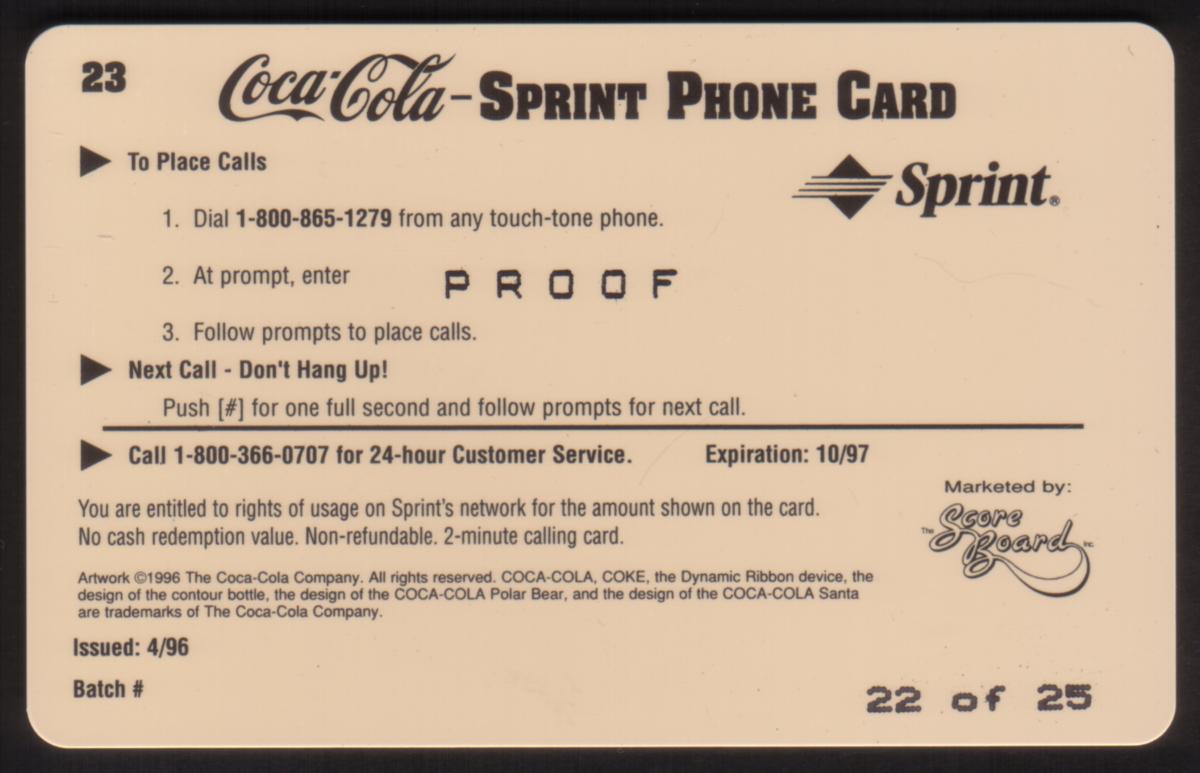 23
Coca-Cola - SPRINT PHONE CARD
To Place Calls
Sprint®
1. Dial 1-800-865-1279 from any touch-tone phone.
2. At prompt, enter PROOF
3. Follow prompts to place calls.
Next Call - Don't Hang Up!
Push [#] for one full second and follow prompts for next call.
Call 1-800-366-0707 for 24-hour Customer Service. Expiration: 10/97
Marketed by:
The Score Board Inc.
You are entitled to rights of usage on Sprint's network for the amount shown on the card.
No cash redemption value. Non-refundable. 2-minute calling card.
Artwork ©1996 The Coca-Cola Company. All rights reserved. COCA-COLA, COKE, the Dynamic Ribbon device, the
design of the contour bottle, the design of the COCA-COLA Polar Bear, and the design of the COCA-COLA Santa
are trademarks of The Coca-Cola Company.
Issued: 4/96
Batch #
22 of 25